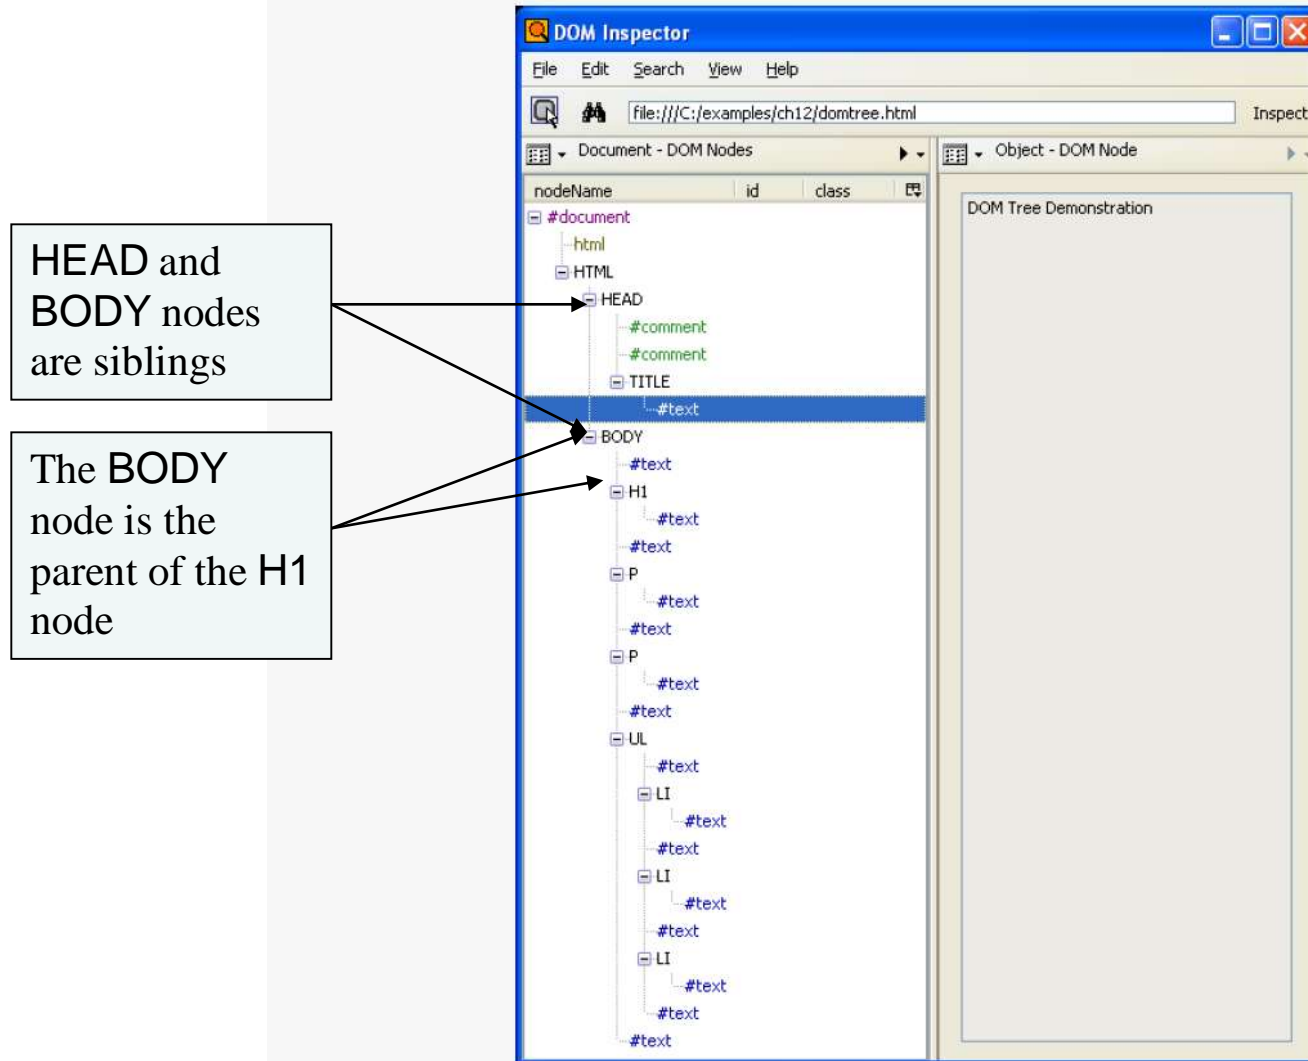 HEAD and
BODY nodes
are siblings
The BODY
node is the
parent of the H1
node
DOM Inspector
File Edit Search View Help
file:///C:/examples/ch12/domtree.html Inspect
Document - DOM Nodes
nodeName id class
#document
html
HTML
HEAD
#comment
#comment
TITLE
#text
BODY
#text
H1
#text
#text
P
#text
#text
P
#text
#text
UL
#text
LI
#text
#text
LI
#text
#text
LI
#text
#text
#text
Object - DOM Node
DOM Tree Demonstration